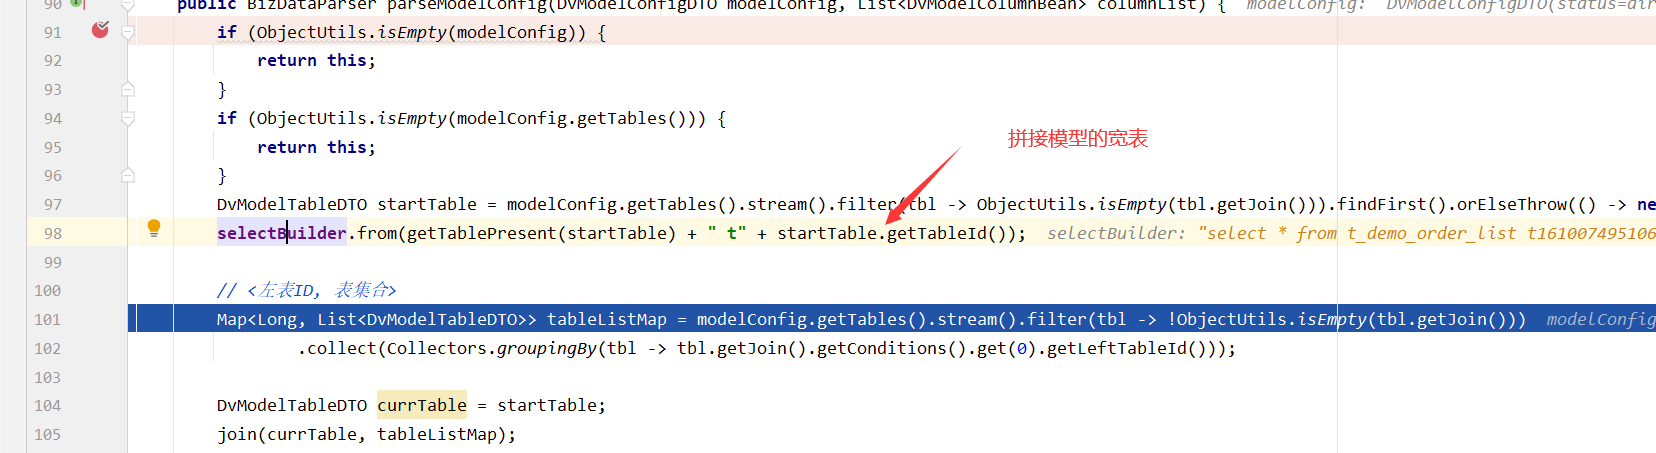 90 public BizDataParser parseModelConfig(DvModelConfigDTO modelConfig, List<DvModelColumnBean> columnList) { modelConfig: DvModelConfigDTO(status=dir
91 if (ObjectUtils.isEmpty(modelConfig)) {
92 return this;
93 }
94 if (ObjectUtils.isEmpty(modelConfig.getTables())) {
95 return this;
拼接模型的宽表
96 }
97 DvModelTableDTO startTable = modelConfig.getTables().stream().filter(tbl -> ObjectUtils.isEmpty(tbl.getJoin())).findFirst().orElseThrow(() -> ne
98 selectBuilder.from(getTablePresent(startTable) + " t" + startTable.getTableId()); selectBuilder: "select * from t_demo_order_list t161007495106
99
100 // <左表ID, 表集合>
101 Map<Long, List<DvModelTableDTO>> tableListMap = modelConfig.getTables().stream().filter(tbl -> !ObjectUtils.isEmpty(tbl.getJoin())) modelConfig
102 .collect(Collectors.groupingBy(tbl -> tbl.getJoin().getConditions().get(0).getLeftTableId()));
103
104 DvModelTableDTO currTable = startTable;
105 join(currTable, tableListMap);